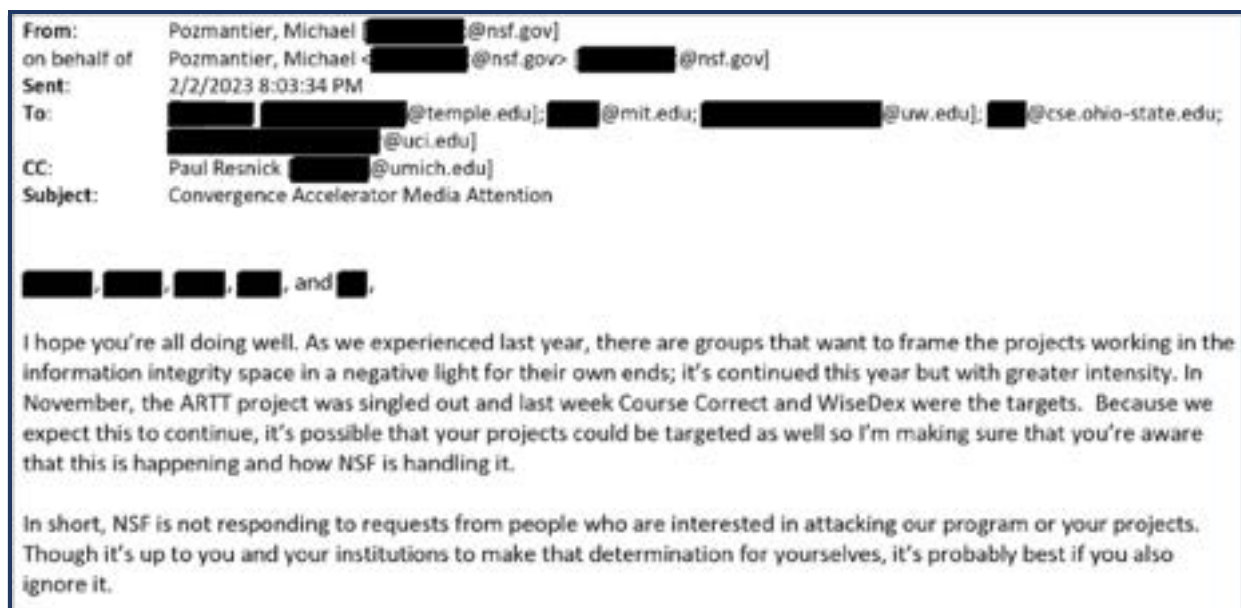 From: Pozmantier, Michael [ @nsf.gov]
on behalf of Pozmantier, Michael < @nsf.gov> [ @nsf.gov]
Sent: 2/2/2023 8:03:34 PM
To: @temple.edu]; @mit.edu; @uw.edu]; @cse.ohio-state.edu;
@uci.edu]
CC: Paul Resnick [ @umich.edu]
Subject: Convergence Accelerator Media Attention
, , , , and ,
I hope you're all doing well. As we experienced last year, there are groups that want to frame the projects working in the
information integrity space in a negative light for their own ends; it's continued this year but with greater intensity. In
November, the ARTT project was singled out and last week Course Correct and WiseDex were the targets. Because we
expect this to continue, it's possible that your projects could be targeted as well so I'm making sure that you're aware
that this is happening and how NSF is handling it.
In short, NSF is not responding to requests from people who are interested in attacking our program or your projects.
Though it's up to you and your institutions to make that determination for yourselves, it's probably best if you also
ignore it.